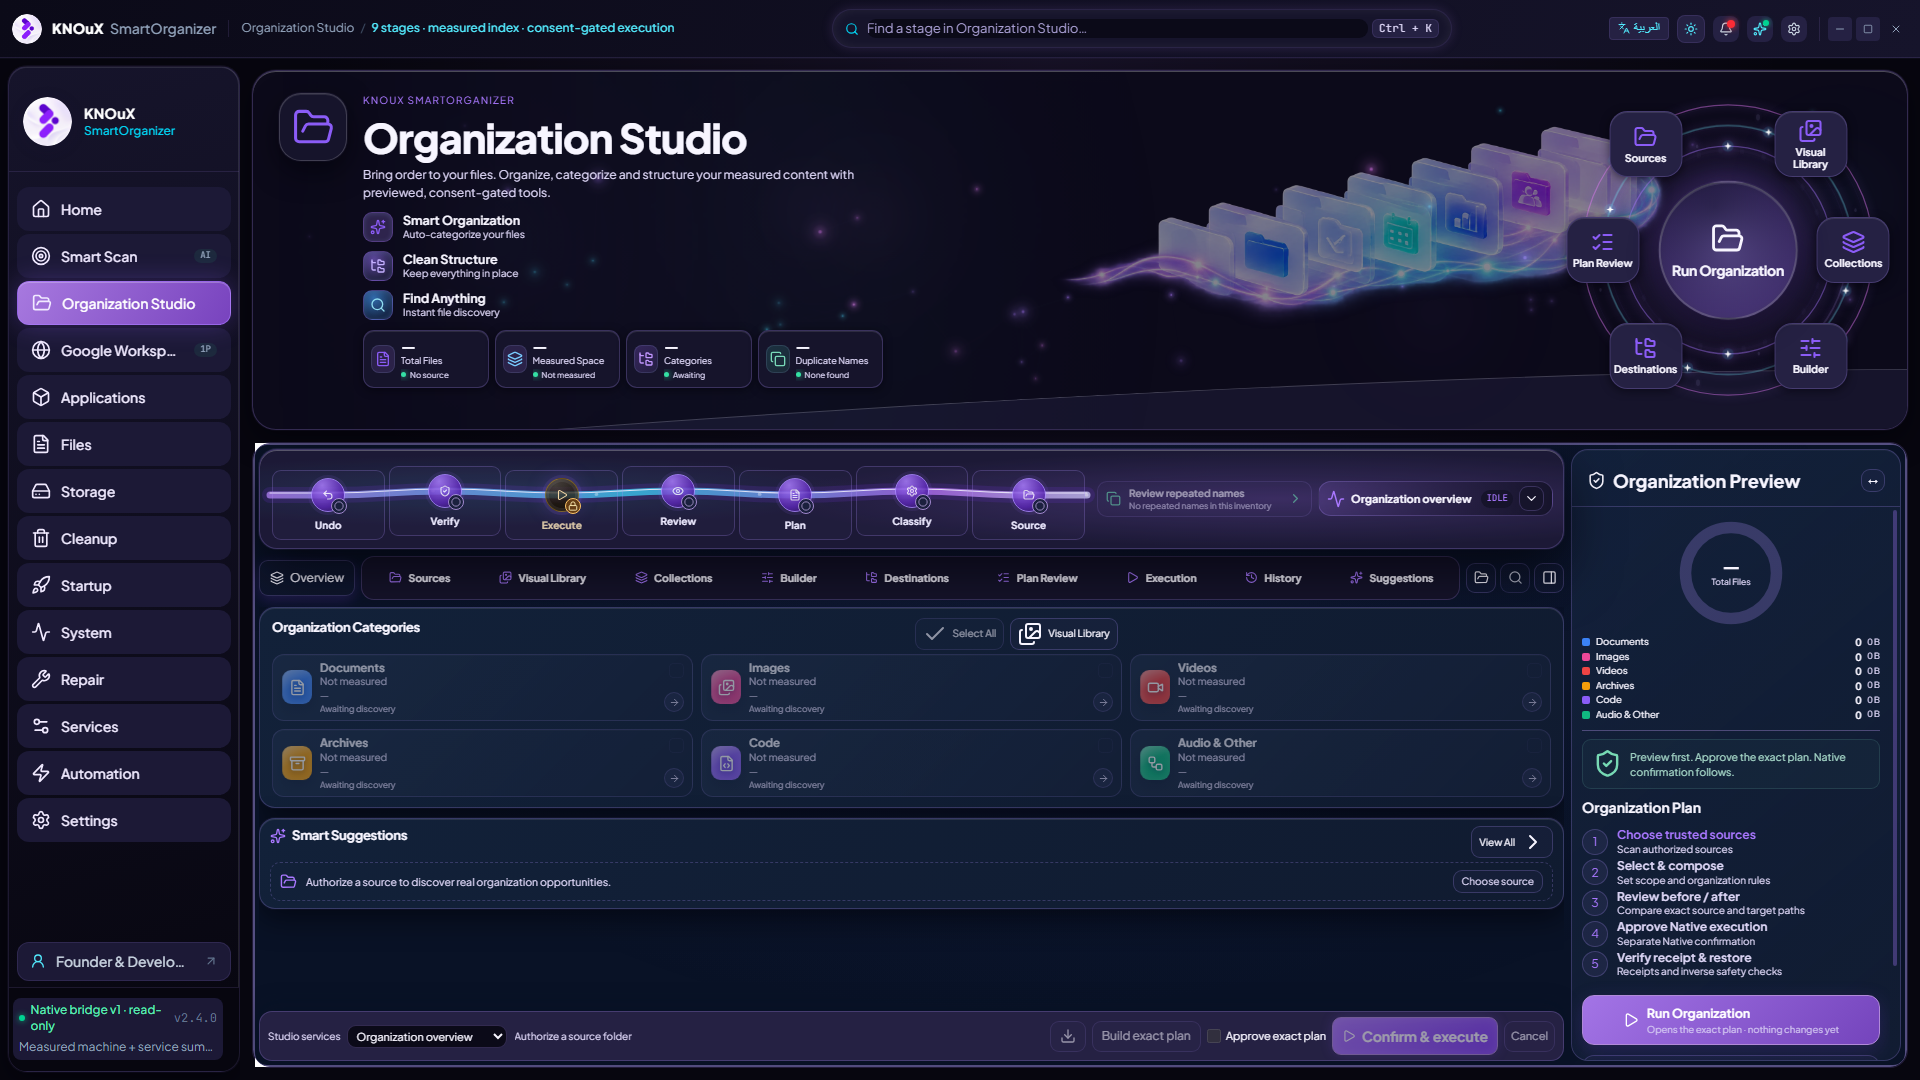 KNOUX SmartOrganizer
Organization Studio / 9 stages · measured index · consent-gated execution
Find a stage in Organization Studio...
Ctrl + K
العربية
KNOUX
SmartOrganizer
Home
Smart Scan AI
Organization Studio
Google Worksp... 1P
Applications
Files
Storage
Cleanup
Startup
System
Repair
Services
Automation
Settings
Founder & Develo...
Native bridge v1 · read-only v2.4.0
Measured machine + service sum...
KNOUX SMARTORGANIZER
Organization Studio
Bring order to your files. Organize, categorize and structure your measured content with
previewed, consent-gated tools.
Smart Organization
Auto-categorize your files
Clean Structure
Keep everything in place
Find Anything
Instant file discovery
—
Total Files
No source
—
Measured Space
Not measured
—
Categories
Awaiting
—
Duplicate Names
None found
Sources
Visual Library
Plan Review
Run Organization
Collections
Destinations
Builder
Undo
Verify
Execute
Review
Plan
Classify
Source
Review repeated names
No repeated names in this inventory
Organization overview IDLE
Overview
Sources
Visual Library
Collections
Builder
Destinations
Plan Review
Execution
History
Suggestions
Organization Categories
Select All
Visual Library
Documents
Not measured
—
Awaiting discovery
Images
Not measured
—
Awaiting discovery
Videos
Not measured
—
Awaiting discovery
Archives
Not measured
—
Awaiting discovery
Code
Not measured
—
Awaiting discovery
Audio & Other
Not measured
—
Awaiting discovery
Smart Suggestions
View All
Authorize a source to discover real organization opportunities.
Choose source
Studio services
Organization overview
Authorize a source folder
Build exact plan
Approve exact plan
Confirm & execute
Cancel
Organization Preview
—
Total Files
Documents 0 0B
Images 0 0B
Videos 0 0B
Archives 0 0B
Code 0 0B
Audio & Other 0 0B
Preview first. Approve the exact plan. Native
confirmation follows.
Organization Plan
1 Choose trusted sources
Scan authorized sources
2 Select & compose
Set scope and organization rules
3 Review before / after
Compare exact source and target paths
4 Approve Native execution
Separate Native confirmation
5 Verify receipt & restore
Receipts and inverse safety checks
Run Organization
Opens the exact plan · nothing changes yet